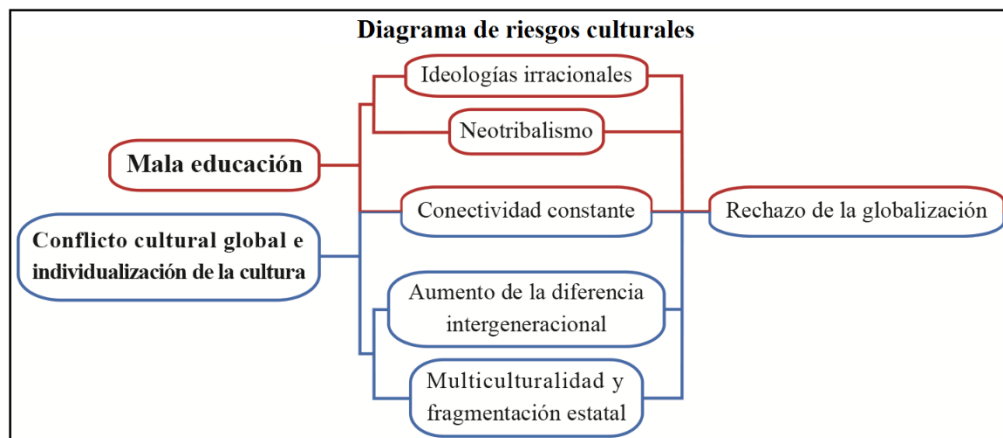 Diagrama de riesgos culturales
Ideologías irracionales
Neotribalismo
Mala educación
Conectividad constante
Rechazo de la globalización
Conflicto cultural global e
individualización de la cultura
Aumento de la diferencia
intergeneracional
Multiculturalidad y
fragmentación estatal